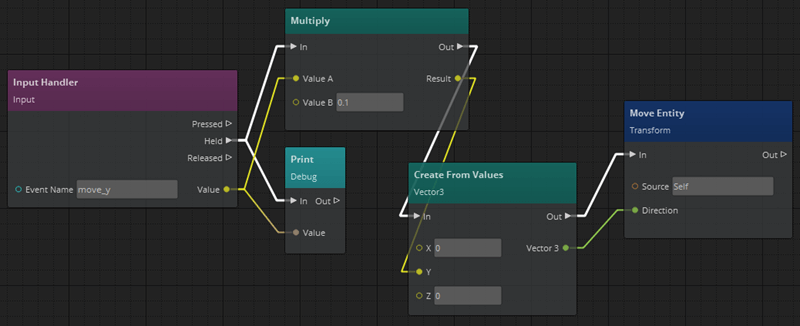 Input Handler
Input
Pressed
Held
Released
Event Name move_y Value
Multiply
In Out
Value A Result
Value B 0.1
Print
Debug
In Out
Value
Create From Values
Vector3
In Out
X 0
Vector 3
Y
Z 0
Move Entity
Transform
In Out
Source Self
Direction